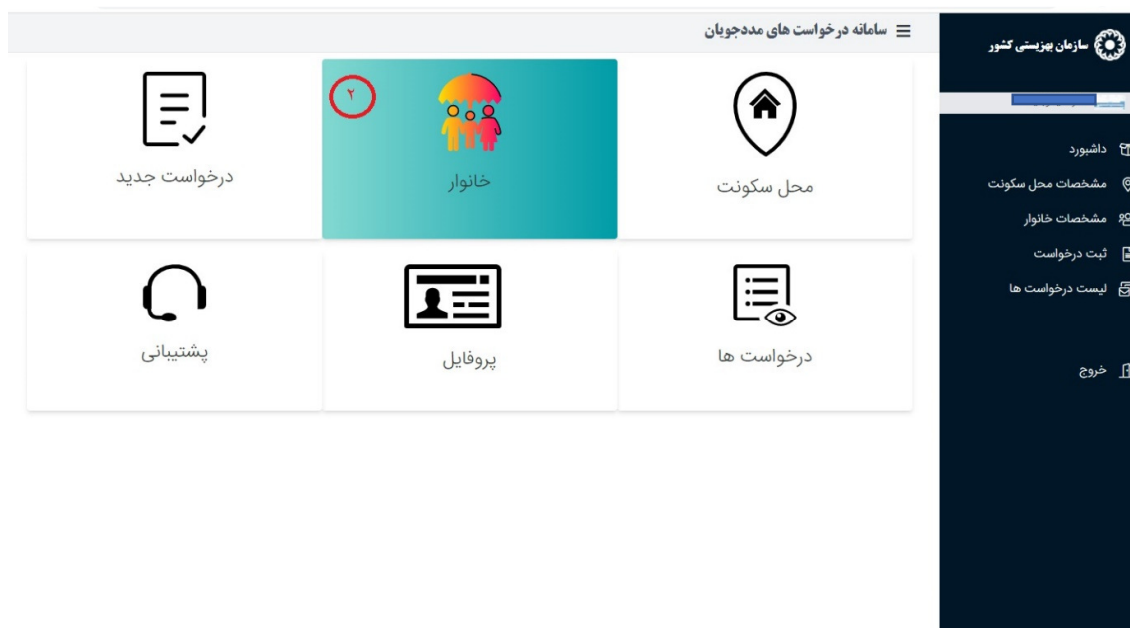 سازمان بهزیستی کشور
سامانه درخواست های مددجویان
داشبورد
مشخصات محل سکونت
مشخصات خانوار
ثبت درخواست
لیست درخواست ها
خروج
محل سکونت
۲
خانوار
درخواست جدید
درخواست ها
پروفایل
پشتیبانی